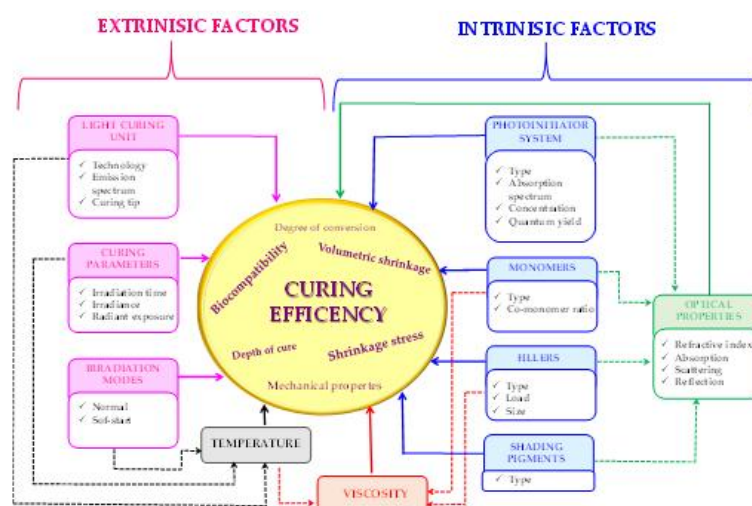 EXTRINISIC FACTORS
INTRINISIC FACTORS
LIGHT CURING
UNIT
✓ Technology
✓ Emission
spectrum
✓ Curing tip
CURING
PARAMETERS
✓ Irradiation time
✓ Irradiance
✓ Radiant exposure
IRRADIATION
MODES
✓ Normal
✓ Sof-start
TEMPERATURE
VISCOSITY
Degree of conversion
Volumetric shrinkage
Biocompatibility
CURING
EFFICENCY
Depth of cure
Shrinkage stress
Mechanical propertes
PHOTOINITIATOR
SYSTEM
✓ Type
✓ Absorption
spectrum
✓ Concentration
✓ Quantum yield
MONOMERS
✓ Type
✓ Co-monomer ratio
FILLERS
✓ Type
✓ Load
✓ Size
SHADING
PIGMENTS
✓ Type
OPTICAL
PROPERTIES
✓ Refractive index
✓ Absorption
✓ Scattering
✓ Reflection